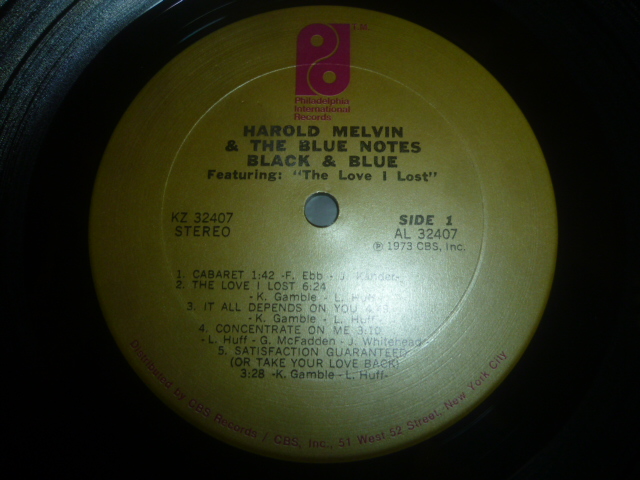 T.M.
Philadelphia
International
Records
HAROLD MELVIN
& THE BLUE NOTES
BLACK & BLUE
Featuring: "The Love I Lost"
KZ 32407
STEREO
SIDE 1
AL 32407
℗ 1973 CBS, Inc.
1. CABARET 1:42 -F. Ebb - J. Kander-
2. THE LOVE I LOST 6:24
- K. Gamble - L. Huff-
3. IT ALL DEPENDS ON YOU
- K. Gamble - L. Huff-
4. CONCENTRATE ON ME 3:10
- L. Huff - G. McFadden - J. Whitehead-
5. SATISFACTION GUARANTEED
(OR TAKE YOUR LOVE BACK)
3:28 -K. Gamble - L. Huff-
Distributed by CBS Records / CBS, Inc., 51 West 52 Street, New York City